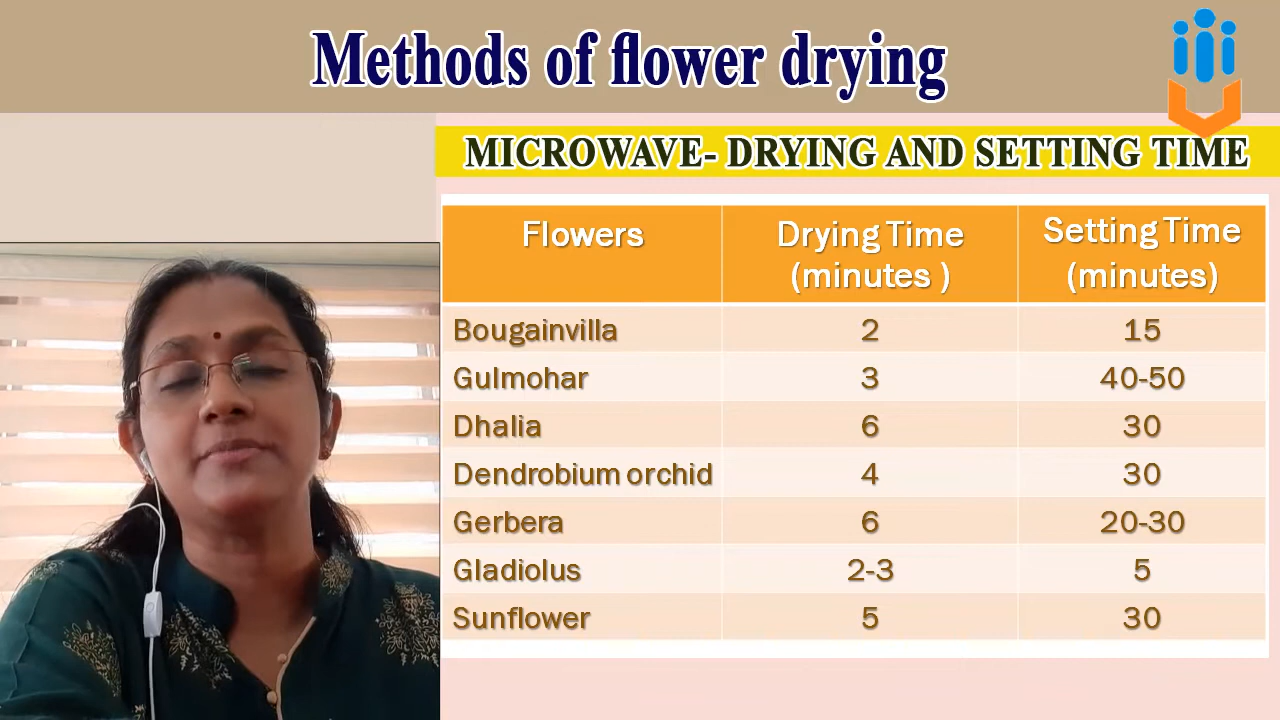 Methods of flower drying
MICROWAVE- DRYING AND SETTING TIME
Flowers Drying Time (minutes ) Setting Time (minutes)
Bougainvilla 2 15
Gulmohar 3 40-50
Dhalia 6 30
Dendrobium orchid 4 30
Gerbera 6 20-30
Gladiolus 2-3 5
Sunflower 5 30